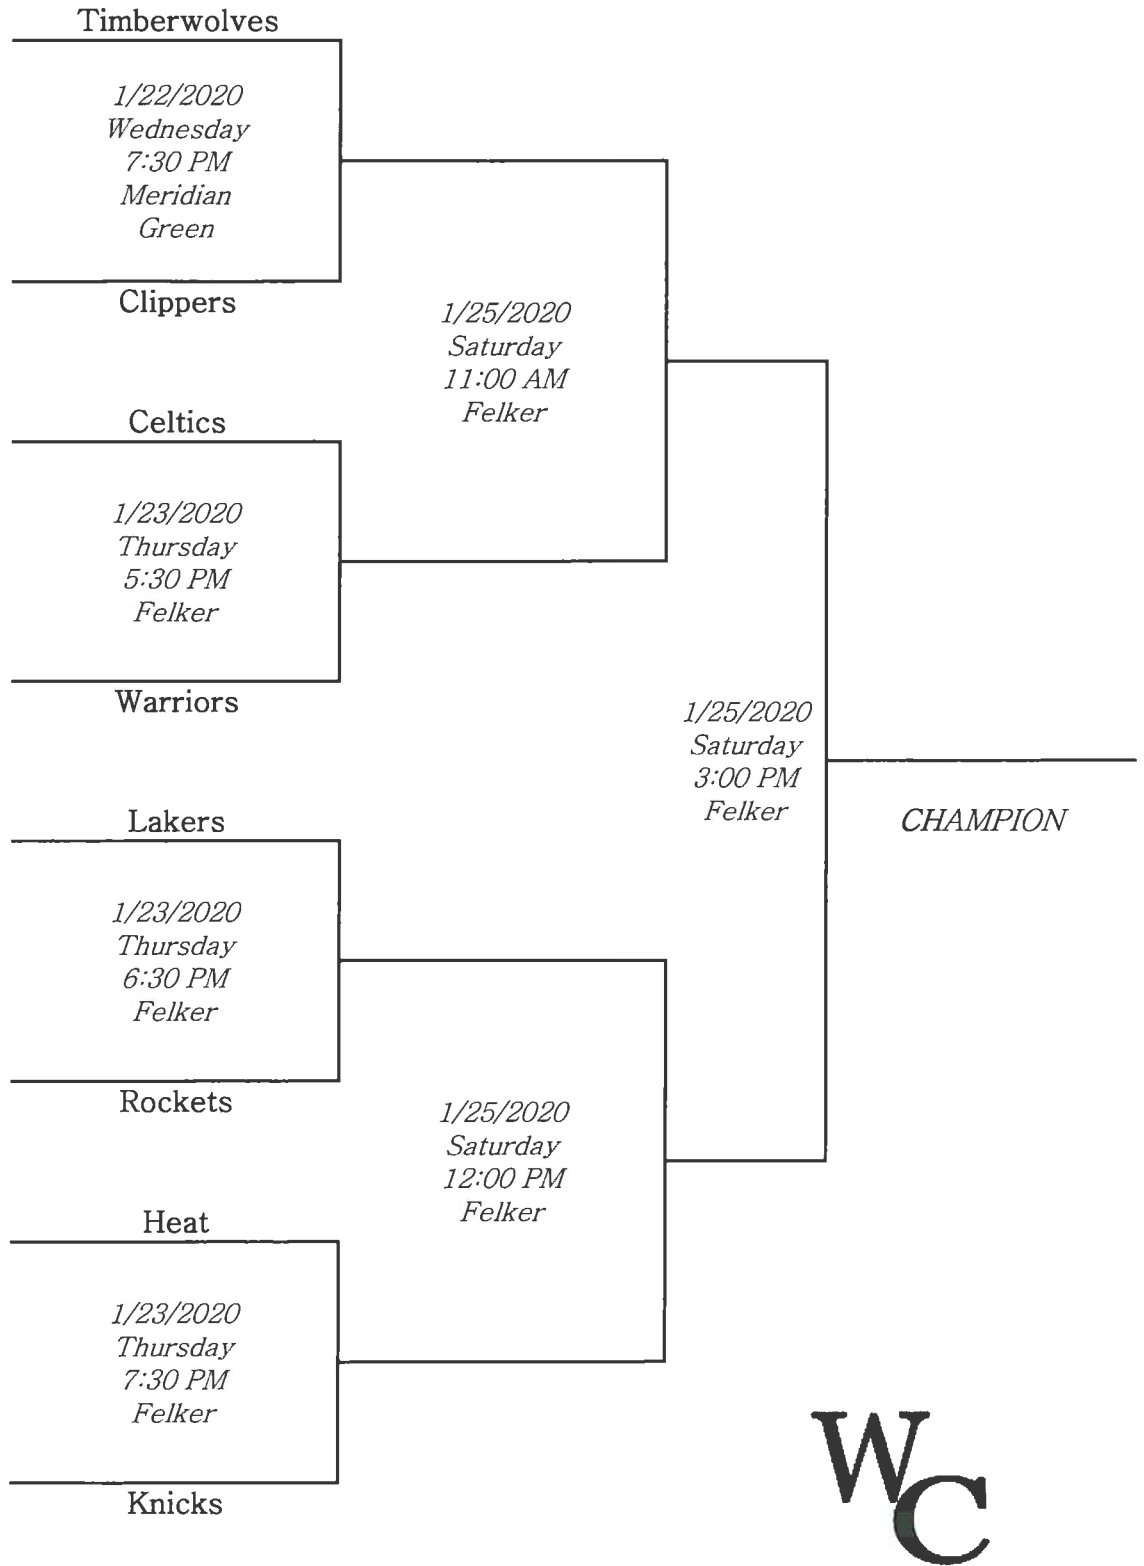 Timberwolves
1/22/2020
Wednesday
7:30 PM
Meridian
Green
Clippers
1/25/2020
Saturday
11:00 AM
Felker
Celtics
1/23/2020
Thursday
5:30 PM
Felker
Warriors
1/25/2020
Saturday
3:00 PM
Felker
CHAMPION
Lakers
1/23/2020
Thursday
6:30 PM
Felker
Rockets
1/25/2020
Saturday
12:00 PM
Felker
Heat
1/23/2020
Thursday
7:30 PM
Felker
Knicks
WC